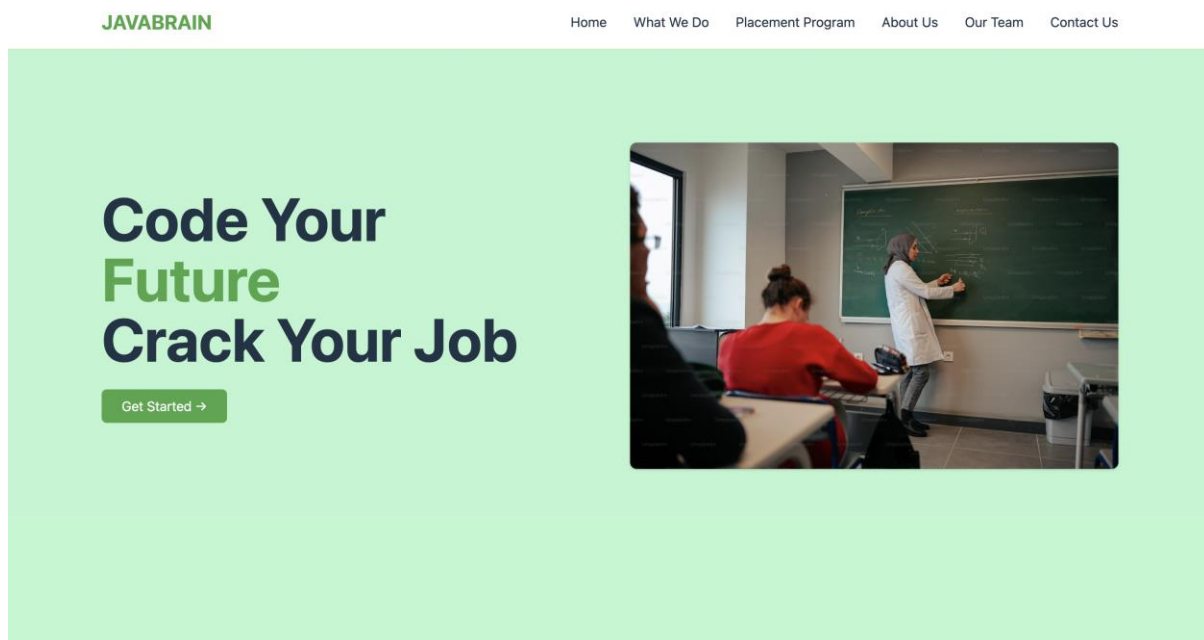 JAVABRAIN
Home What We Do Placement Program About Us Our Team Contact Us
Code Your
Future
Crack Your Job
Get Started →